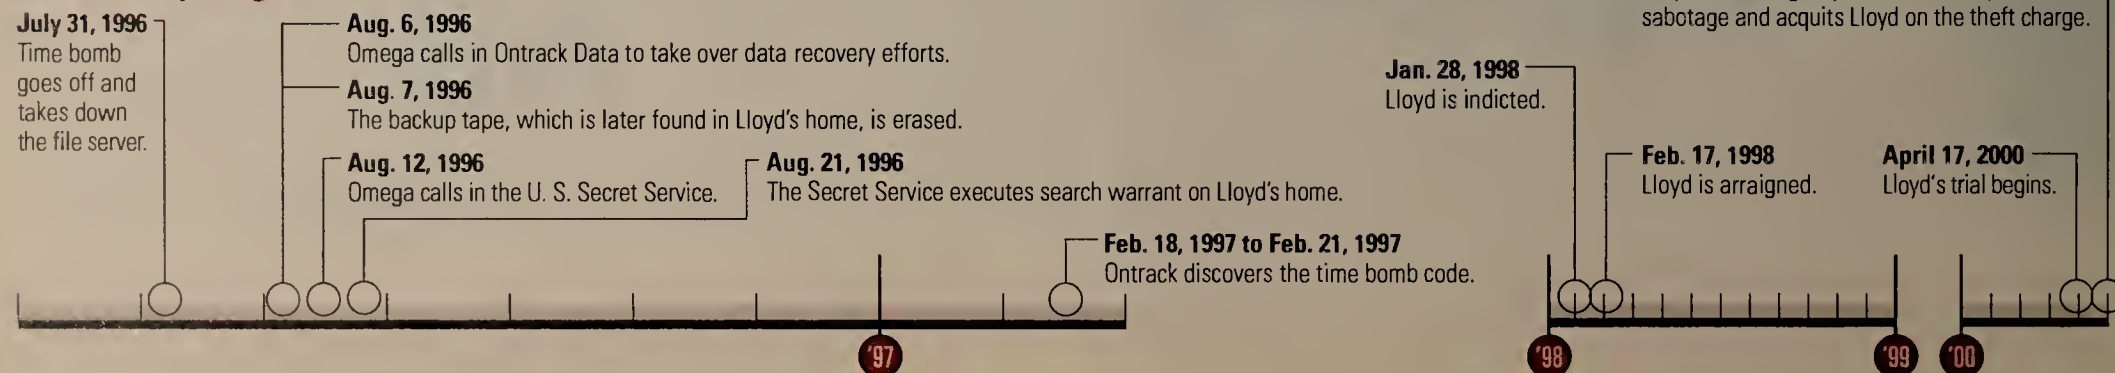 July 31, 1996
Time bomb
goes off and
takes down
the file server.
Aug. 6, 1996
Omega calls in Ontrack Data to take over data recovery efforts.
Aug. 7, 1996
The backup tape, which is later found in Lloyd's home, is erased.
Aug. 12, 1996
Omega calls in the U. S. Secret Service.
Aug. 21, 1996
The Secret Service executes search warrant on Lloyd's home.
Feb. 18, 1997 to Feb. 21, 1997
Ontrack discovers the time bomb code.
Jan. 28, 1998
Lloyd is indicted.
Feb. 17, 1998
Lloyd is arraigned.
April 17, 2000
Lloyd's trial begins.
sabotage and acquits Lloyd on the theft charge.
'97
'98
'99
'00